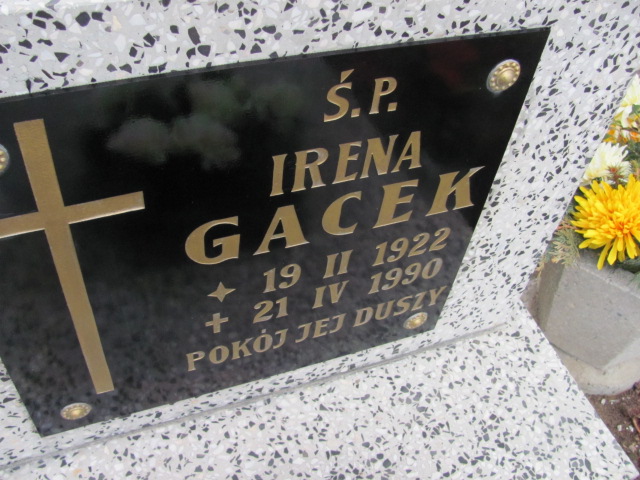 Ś.P.
IRENA
GACEK
✦ 19 II 1922
+ 21 IV 1990
POKÓJ JEJ DUSZY